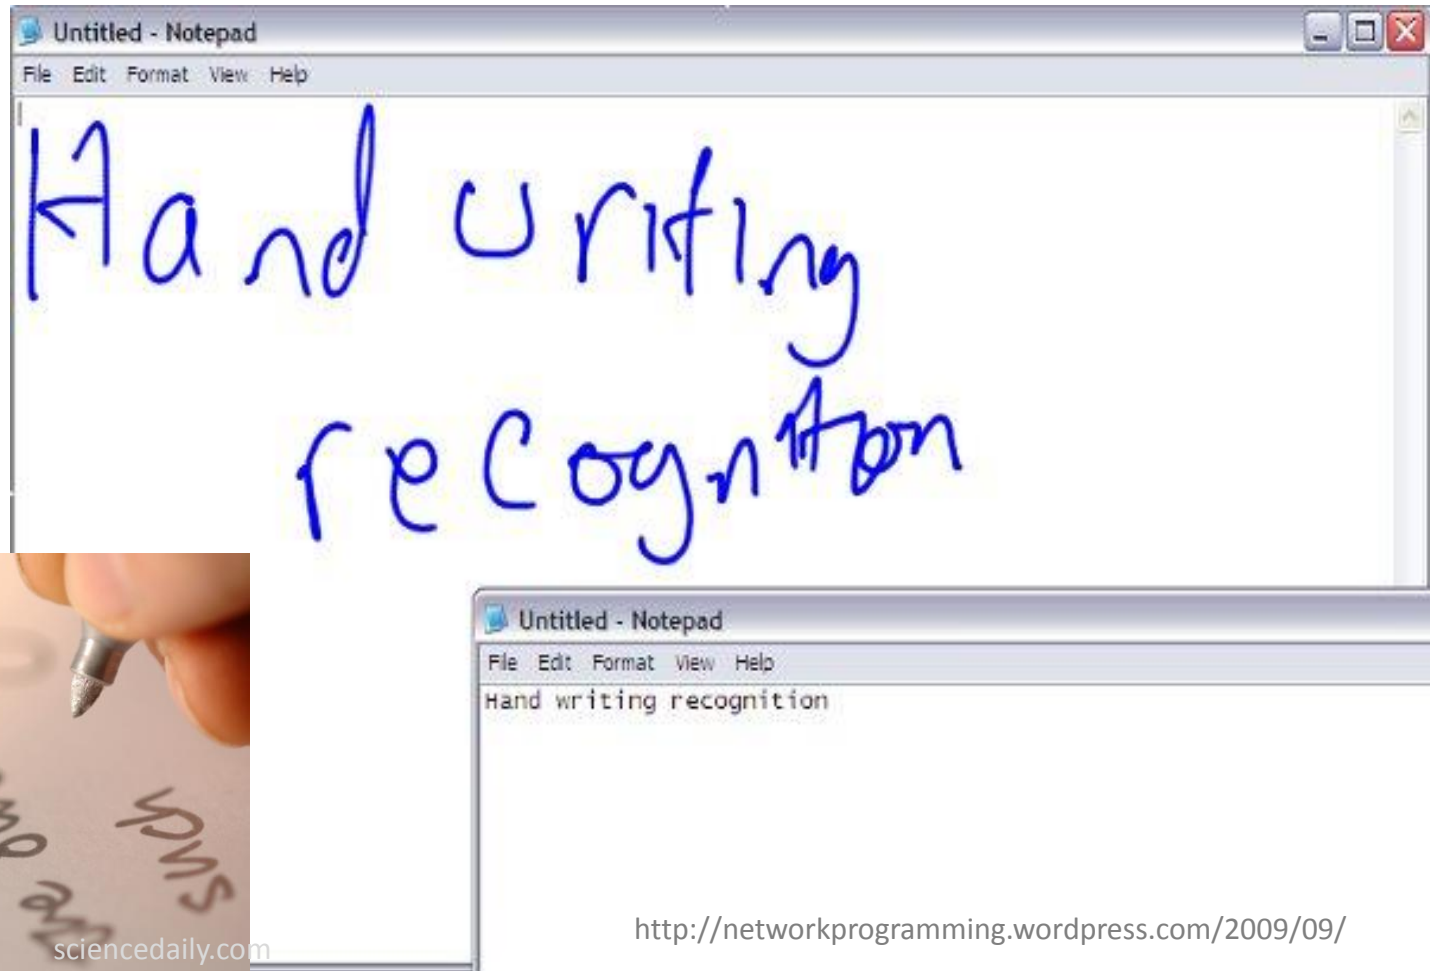 Untitled - Notepad
File Edit Format View Help
Hand writing
recognition
Untitled - Notepad
File Edit Format View Help
Hand writing recognition
http://networkprogramming.wordpress.com/2009/09/
sciencedaily.com